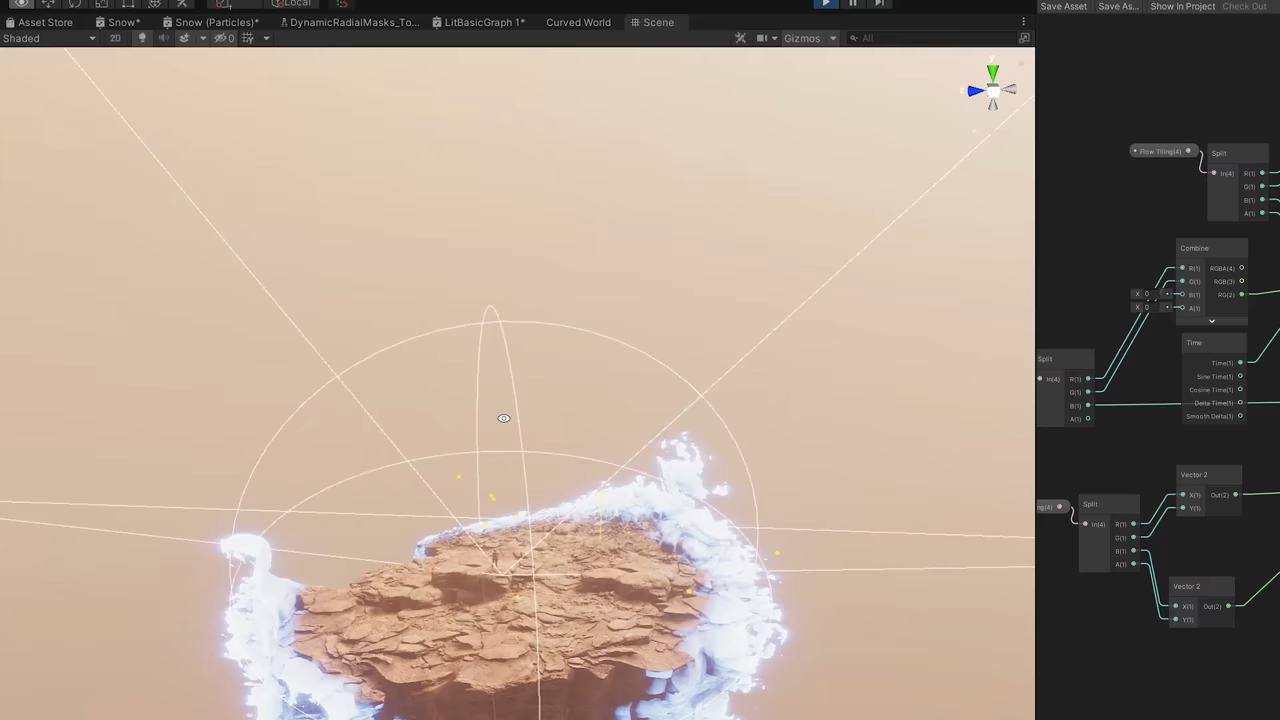 Local
Save Asset Save As... Show In Project Check Out
Asset Store Snow* Snow (Particles)* DynamicRadialMasks_To... LitBasicGraph 1* Curved World Scene
Shaded 2D 0 Gizmos All
y
z
Flow Tiling(4)
Split
In(4) R(1)
G(1)
B(1)
A(1)
Combine
R(1) RGBA(4)
G(1) RGB(3)
X 0 B(1) RG(2)
X 0 A(1)
Time
Time(1)
Sine Time(1)
Cosine Time(1)
Delta Time(1)
Smooth Delta(1)
Split
In(4) R(1)
G(1)
B(1)
A(1)
Vector 2
X(1) Out(2)
Y(1)
ng(4)
Split
In(4) R(1)
G(1)
B(1)
A(1)
Vector 2
X(1) Out(2)
Y(1)